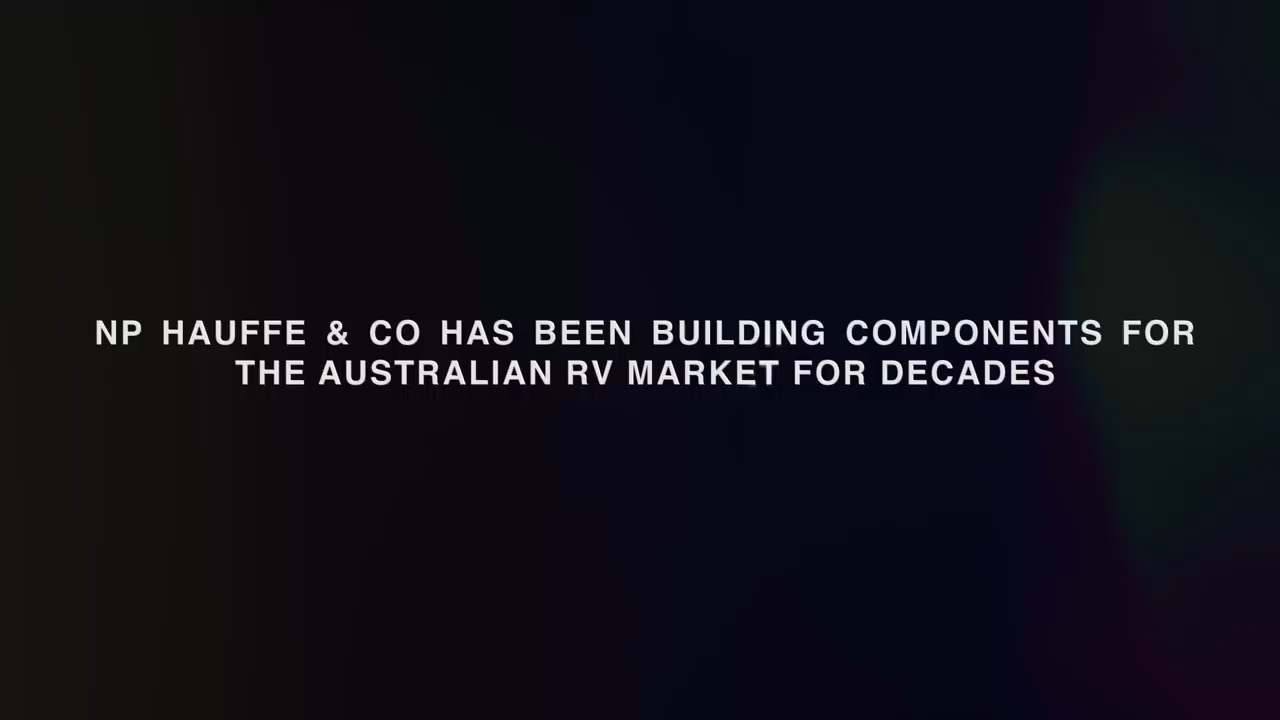 NP HAUFFE & CO HAS BEEN BUILDING COMPONENTS FOR
THE AUSTRALIAN RV MARKET FOR DECADES